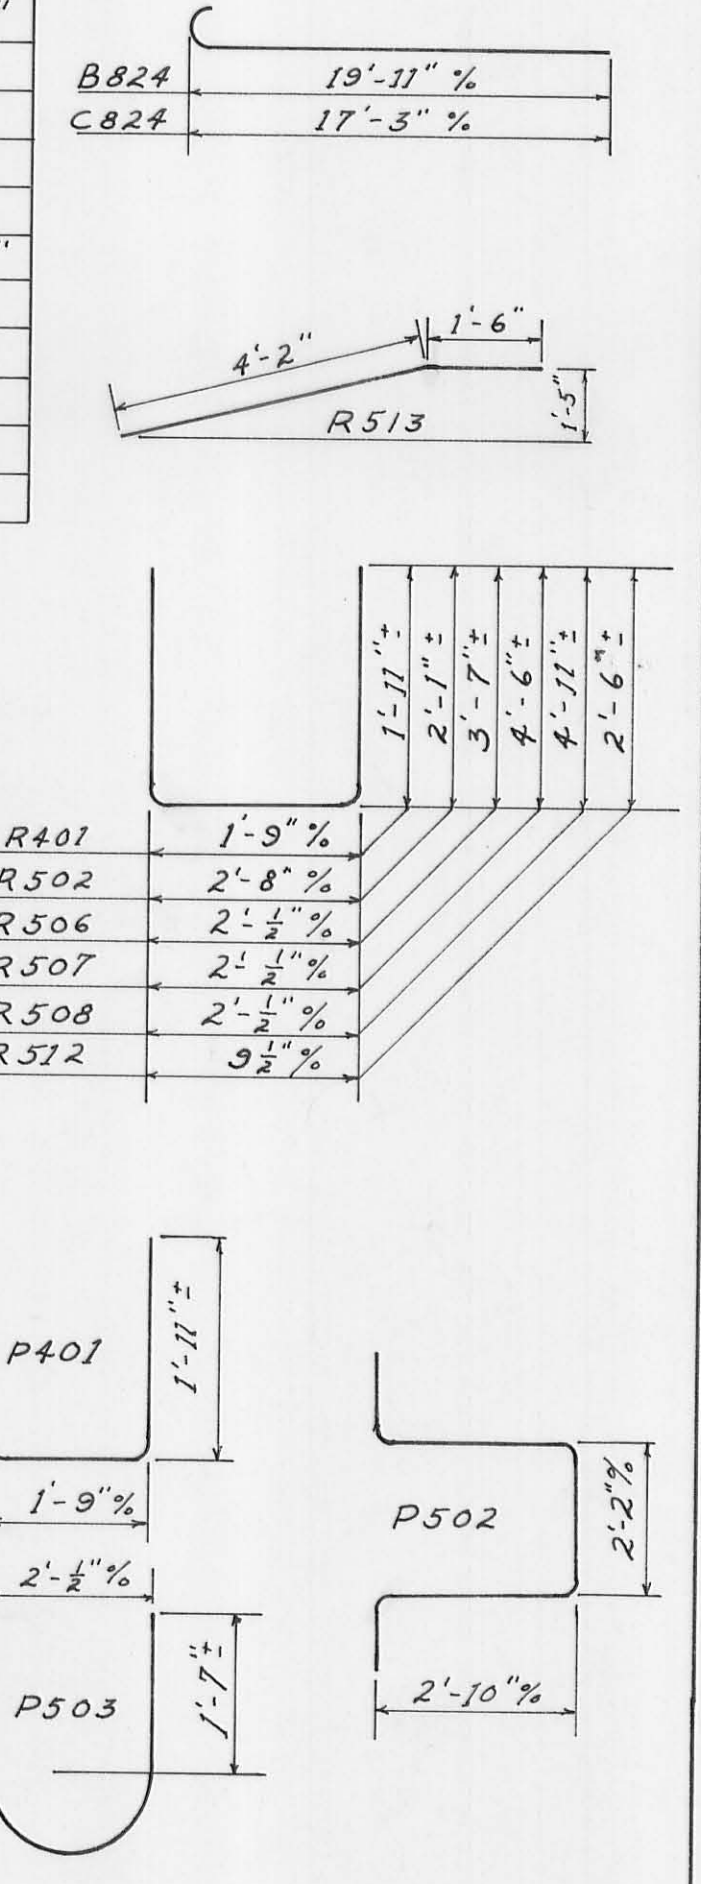 B824 19'-11" %
C824 17'-3" %
4'-2"
1'-6"
1'-5"
R513
1'-11"±
2'-1"±
3'-7"±
4'-6"±
4'-11"±
2'-6"±
R401 1'-9" %
R502 2'-8" %
R506 2'-½" %
R507 2'-½" %
R508 2'-½" %
R512 9½" %
P401
1'-11"±
1'-9" %
P502
2'-2" %
2'-10" %
2'-½" %
P503
1'-7"±